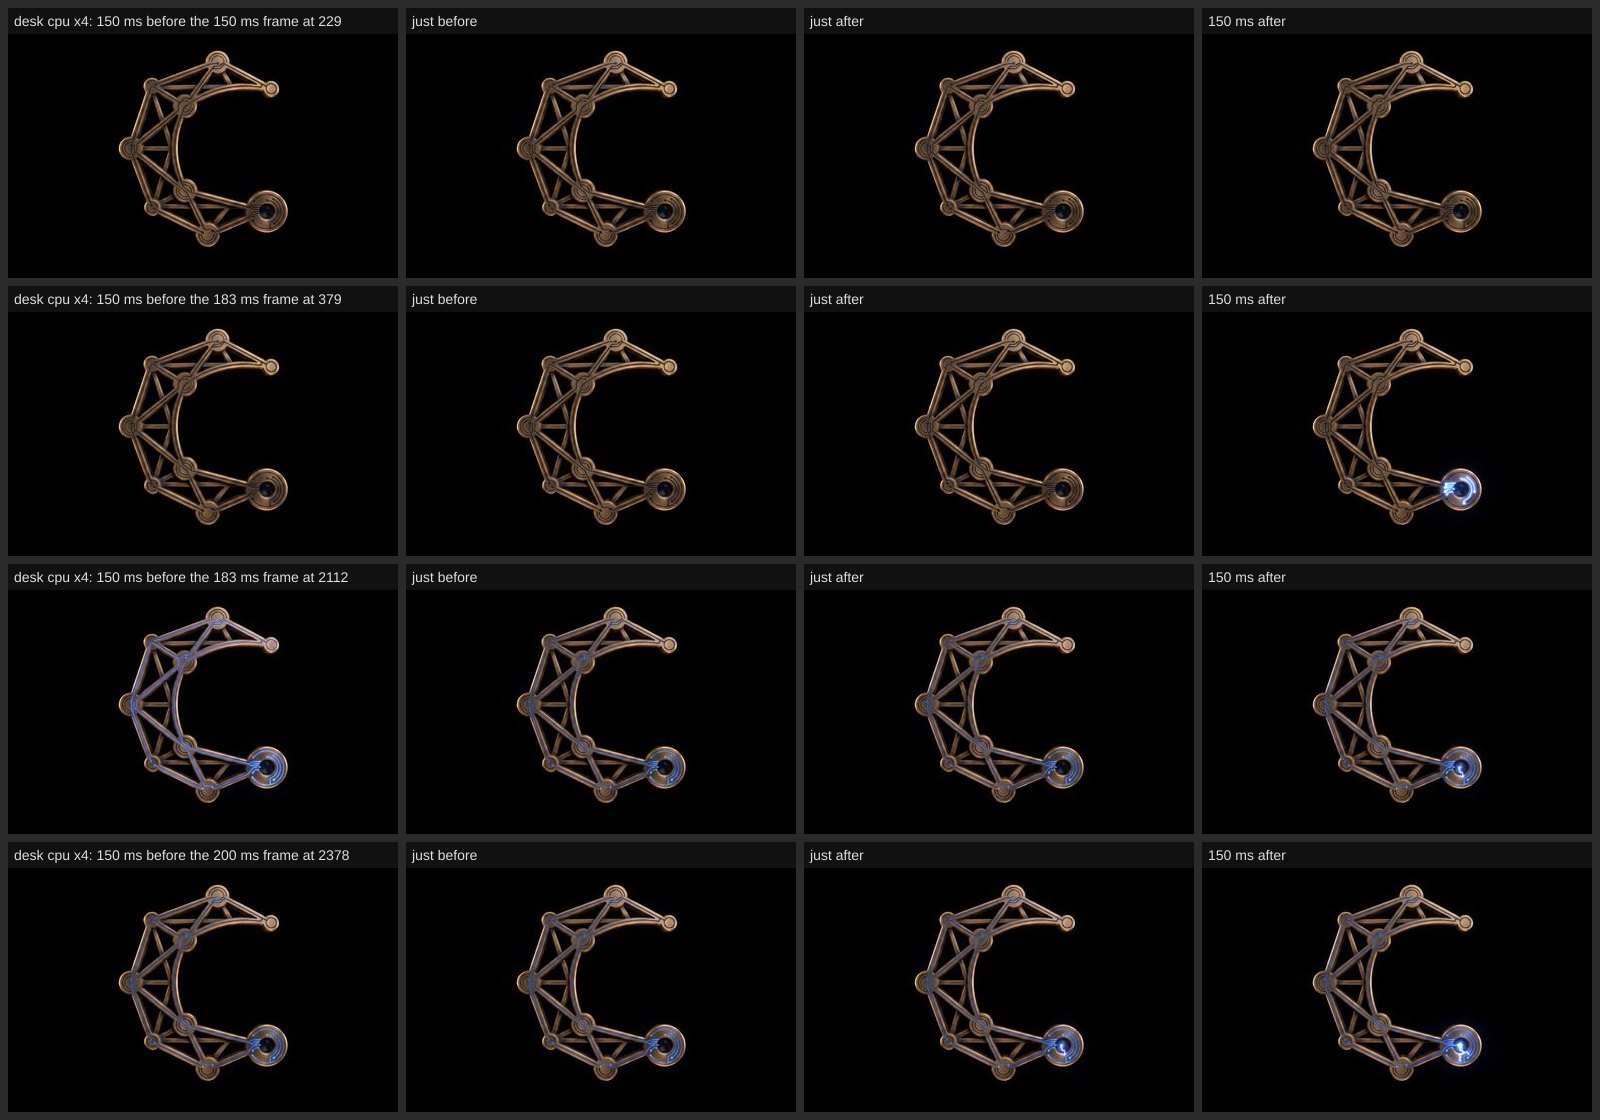 desk cpu x4: 150 ms before the 150 ms frame at 229
just before
just after
150 ms after
desk cpu x4: 150 ms before the 183 ms frame at 379
just before
just after
150 ms after
desk cpu x4: 150 ms before the 183 ms frame at 2112
just before
just after
150 ms after
desk cpu x4: 150 ms before the 200 ms frame at 2378
just before
just after
150 ms after